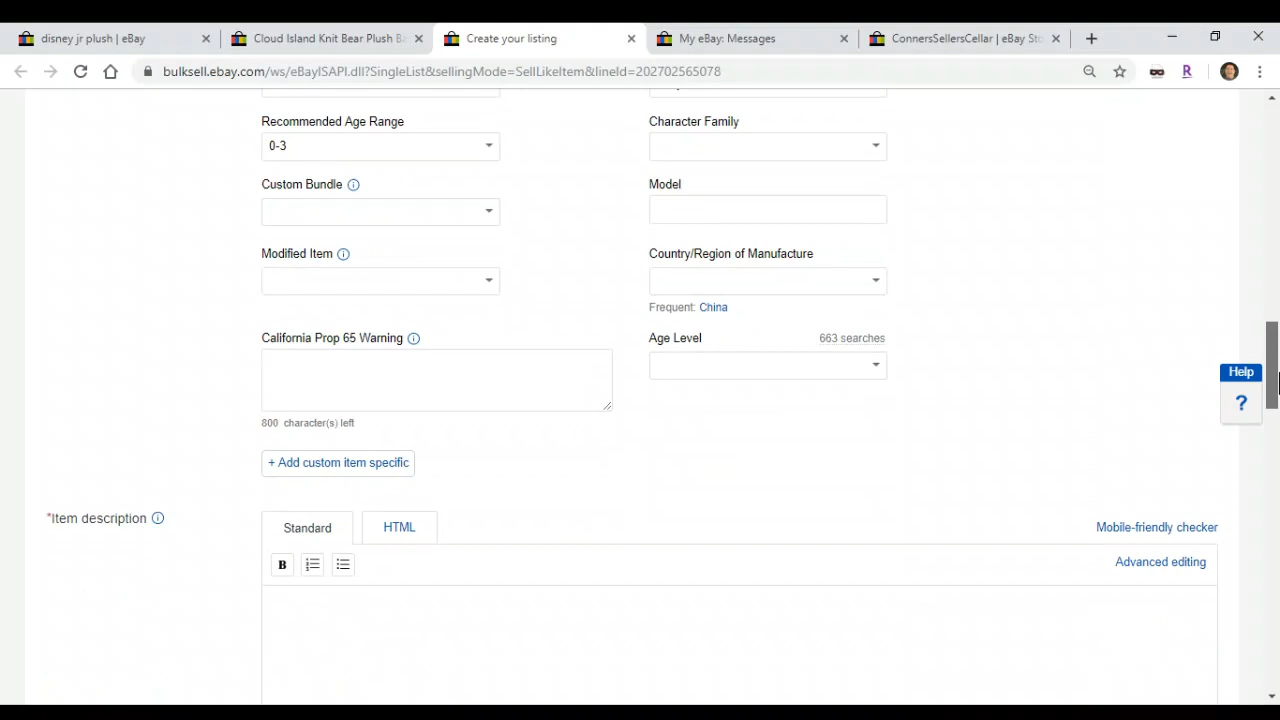 disney jr plush | eBay
Cloud Island Knit Bear Plush Ba
Create your listing
My eBay: Messages
ConnersSellersCellar | eBay Sto
bulksell.ebay.com/ws/eBayISAPI.dll?SingleList&sellingMode=SellLikeItem&lineId=202702565078
R
Recommended Age Range
Character Family
0-3
Custom Bundle
Model
Modified Item
Country/Region of Manufacture
Frequent: China
California Prop 65 Warning
Age Level
663 searches
Help
?
800 character(s) left
+ Add custom item specific
*Item description
Standard
HTML
Mobile-friendly checker
B
Advanced editing